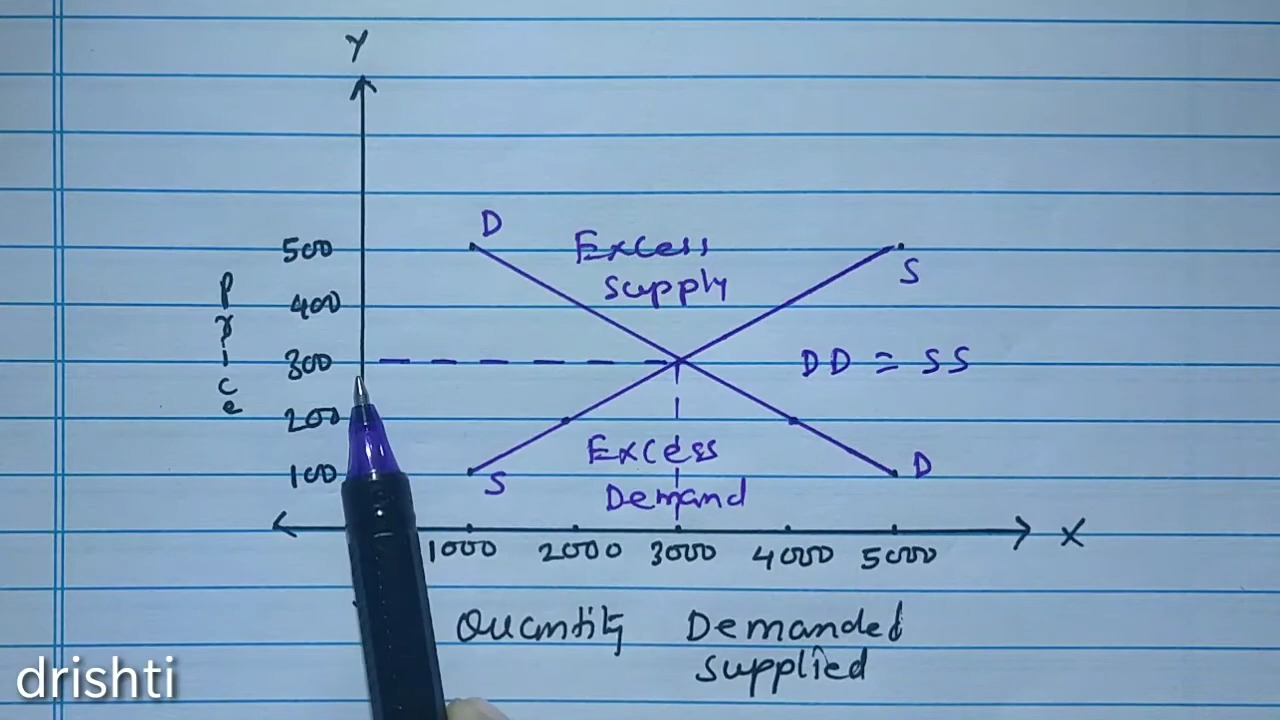 Y
D
500
Excess
supply
S
400
Price
300
DD = SS
200
Excess
D
100
S
Demand
X
1000 2000 3000 4000 5000
Quantity Demanded
supplied
drishti